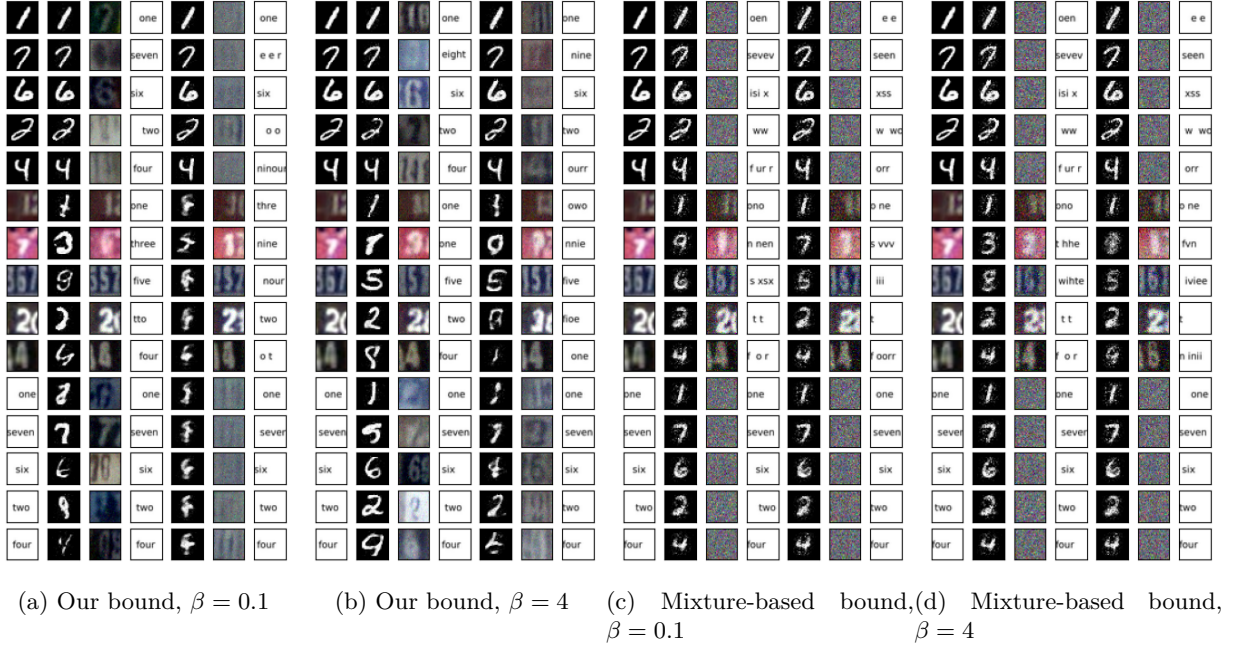 one one one one oen e e oen e e
seven e e r eight nine sevev seen sevev seen
six six six six isi x xss isi x xss
two o o two two ww w wo ww w wo
four ninour four ourr f ur r orr f ur r orr
one thre one owo ono o ne ono o ne
three nine one nnie n nen s vvv t hhe fvn
five nour five five s xsx iii wihte iviee
tto two two fioe t t t t t t
four o t four one f o r f oorr f o r n inii
one one one one one one one one one one one one
seven seven seven seven seven seven seven seven seven seven seven seven
six six six six six six six six six six six six
two two two two two two two two two two two two
four four four four four four four four four four four four
(a) Our bound, β = 0.1
(b) Our bound, β = 4
(c) Mixture-based bound,
β = 0.1
(d) Mixture-based bound,
β = 4